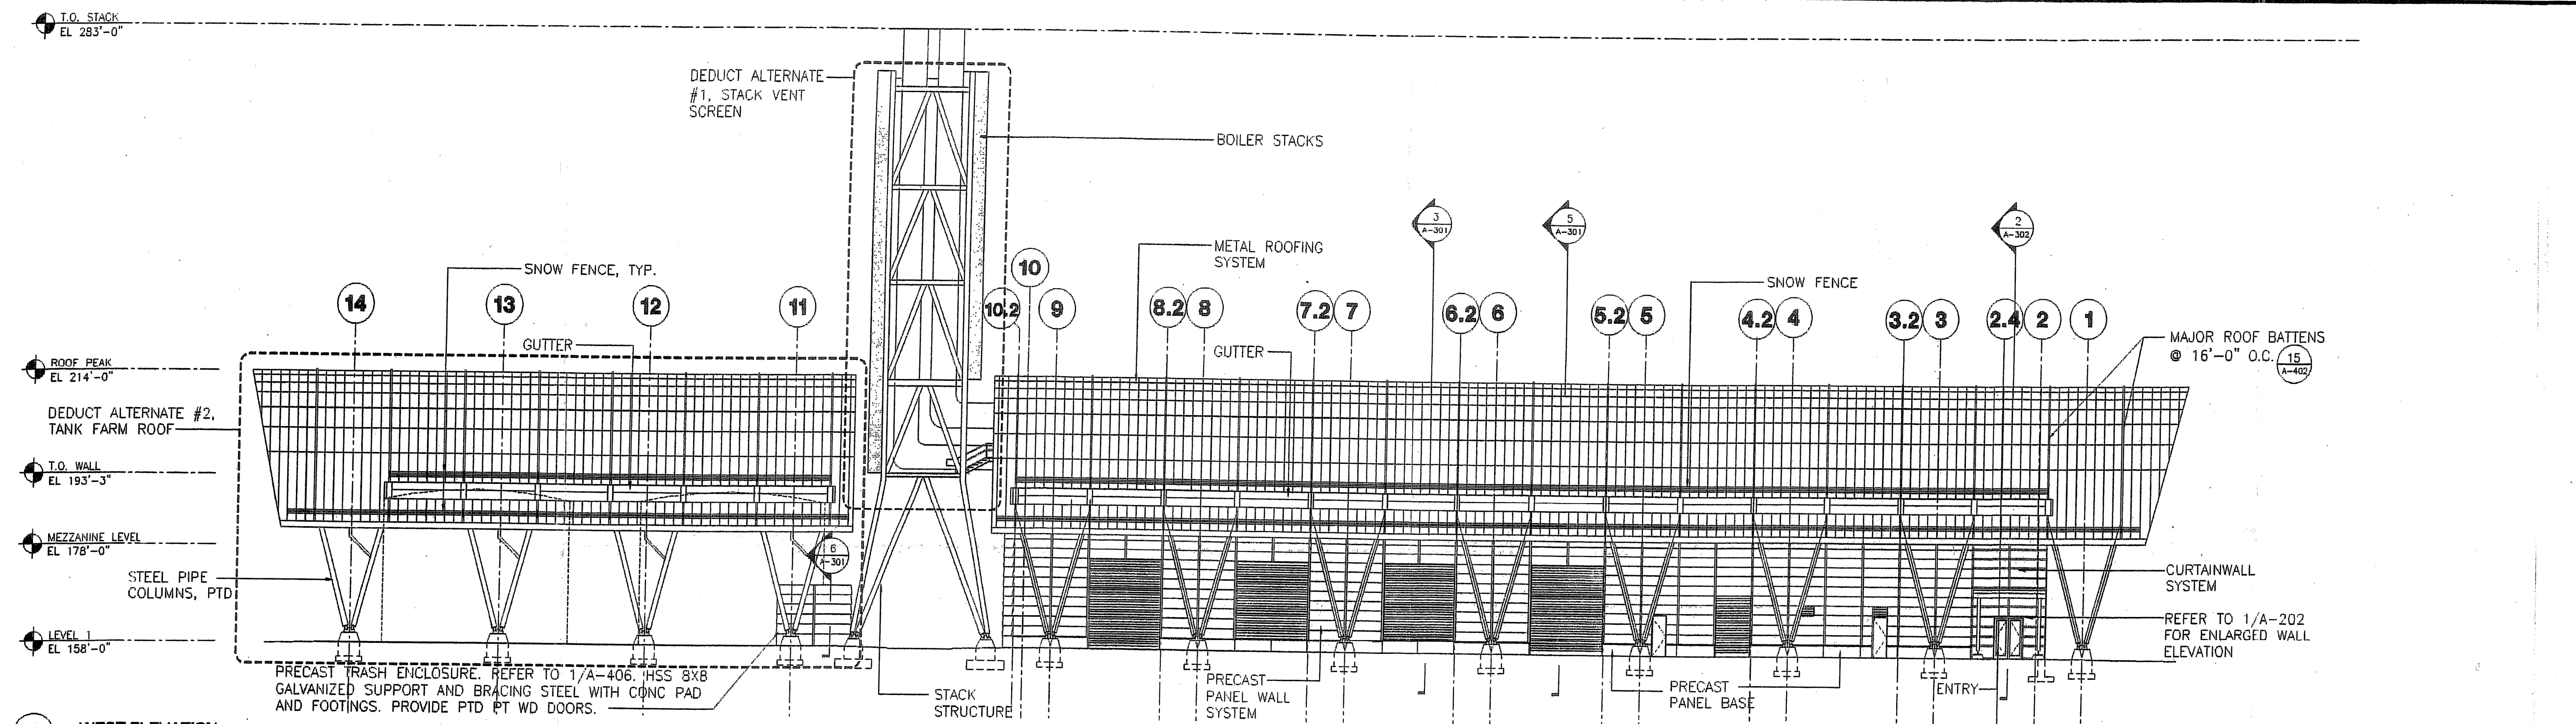 T.O. STACK
EL 283'-0"
DEDUCT ALTERNATE
#1, STACK VENT
SCREEN
BOILER STACKS
3
A-301
5
A-301
2
A-302
METAL ROOFING
SYSTEM
SNOW FENCE, TYP.
SNOW FENCE
14
13
12
11
10.2
10
9
8.2
8
7.2
7
6.2
6
5.2
5
4.2
4
3.2
3
2.4
2
1
GUTTER
GUTTER
MAJOR ROOF BATTENS
@ 16'-0" O.C.
15
A-402
ROOF PEAK
EL 214'-0"
DEDUCT ALTERNATE #2,
TANK FARM ROOF
T.O. WALL
EL 193'-3"
MEZZANINE LEVEL
EL 178'-0"
6
A-301
STEEL PIPE
COLUMNS, PTD
CURTAINWALL
SYSTEM
LEVEL 1
EL 158'-0"
REFER TO 1/A-202
FOR ENLARGED WALL
ELEVATION
PRECAST TRASH ENCLOSURE. REFER TO 1/A-406. HSS 8X8
GALVANIZED SUPPORT AND BRACING STEEL WITH CONC PAD
AND FOOTINGS. PROVIDE PTD PT WD DOORS.
STACK
STRUCTURE
PRECAST
PANEL WALL
SYSTEM
PRECAST
PANEL BASE
ENTRY
WEST ELEVATION